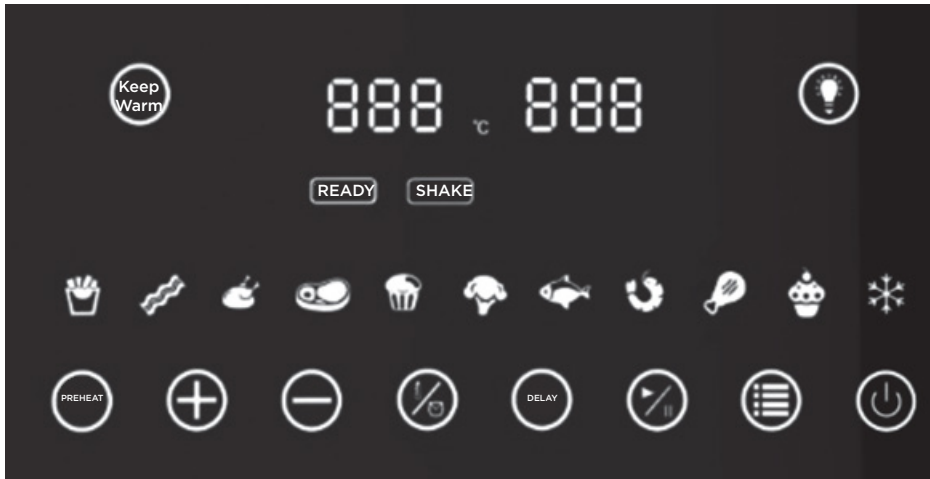 Keep
Warm
888 °C 888
READY SHAKE
PREHEAT DELAY